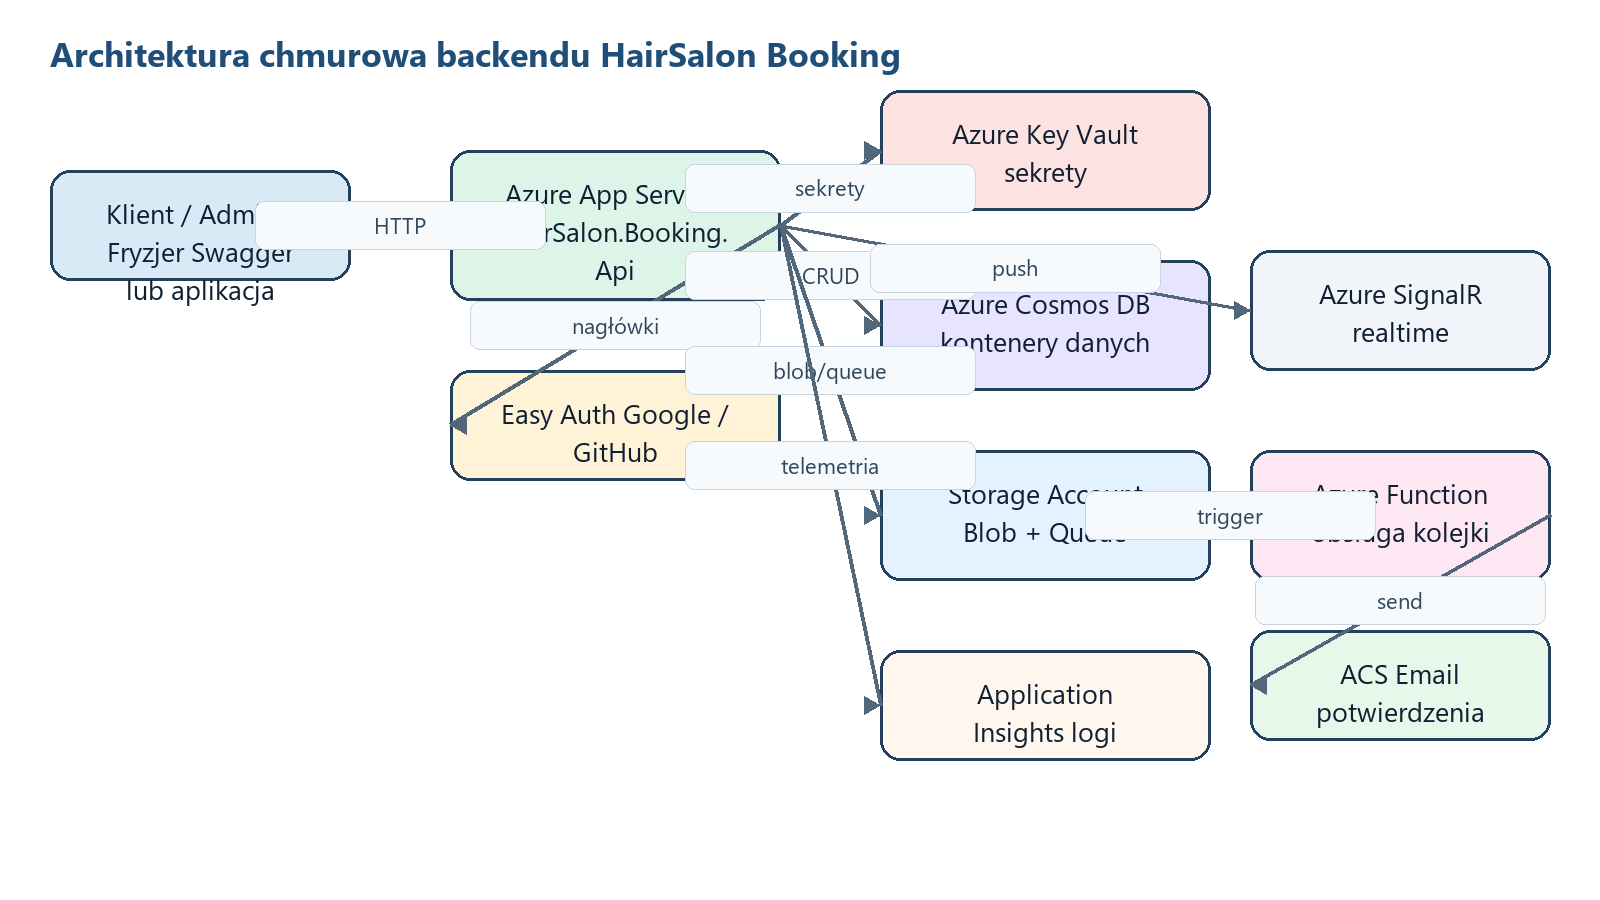 Architektura chmurowa backendu HairSalon Booking
Klient / Adm
Fryzjer Swagger
lub aplikacja
HTTP
Azure App Serv
rSalon.Booking.
Api
nagłówki
Easy Auth Google /
GitHub
sekrety
CRUD
push
blob/queue
telemetria
Azure Key Vault
sekrety
Azure Cosmos DB
kontenery danych
Azure SignalR
realtime
Storage Account
Blob + Queue
trigger
Azure Function
obsługa kolejki
send
Application
Insights logi
ACS Email
potwierdzenia